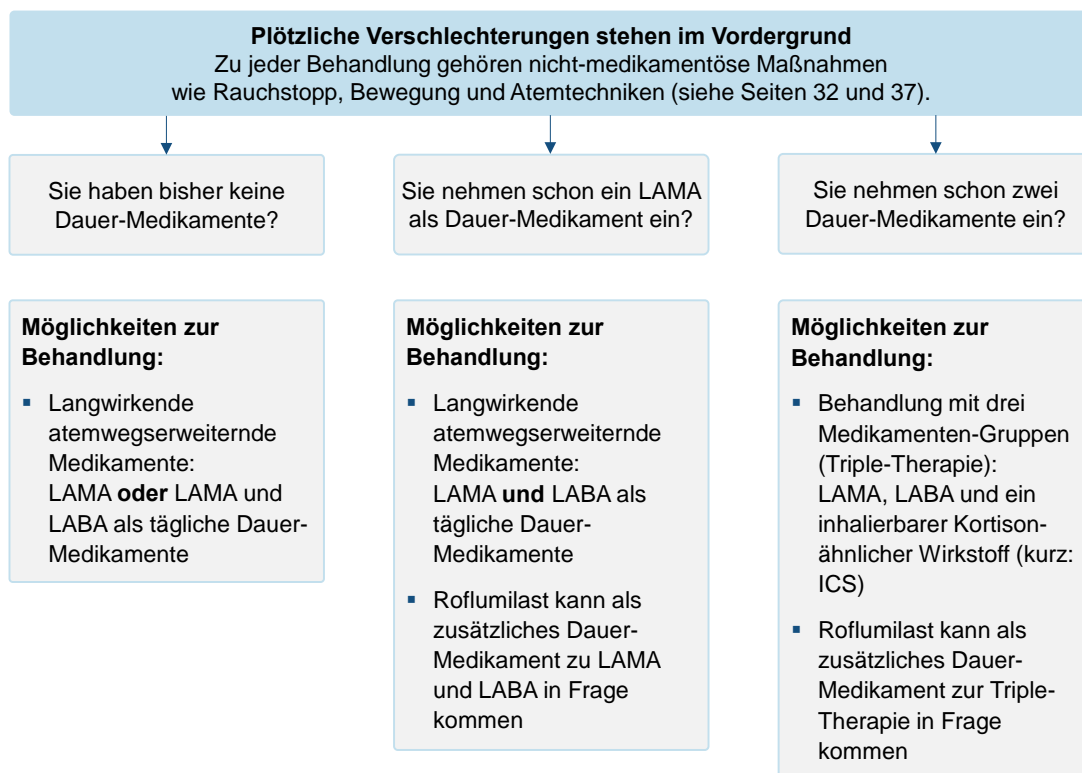 Plötzliche Verschlechterungen stehen im Vordergrund
Zu jeder Behandlung gehören nicht-medikamentöse Maßnahmen
wie Rauchstopp, Bewegung und Atemtechniken (siehe Seiten 32 und 37).
Sie haben bisher keine
Dauer-Medikamente?
Sie nehmen schon ein LAMA
als Dauer-Medikament ein?
Sie nehmen schon zwei
Dauer-Medikamente ein?
Möglichkeiten zur
Behandlung:
▪ Langwirkende
atemwegserweiternde
Medikamente:
LAMA oder LAMA und
LABA als tägliche Dauer-
Medikamente
Möglichkeiten zur
Behandlung:
▪ Langwirkende
atemwegserweiternde
Medikamente:
LAMA und LABA als
tägliche Dauer-
Medikamente
▪ Roflumilast kann als
zusätzliches Dauer-
Medikament zu LAMA
und LABA in Frage
kommen
Möglichkeiten zur
Behandlung:
▪ Behandlung mit drei
Medikamenten-Gruppen
(Triple-Therapie):
LAMA, LABA und ein
inhalierbarer Kortison-
ähnlicher Wirkstoff (kurz:
ICS)
▪ Roflumilast kann als
zusätzliches Dauer-
Medikament zur Triple-
Therapie in Frage
kommen